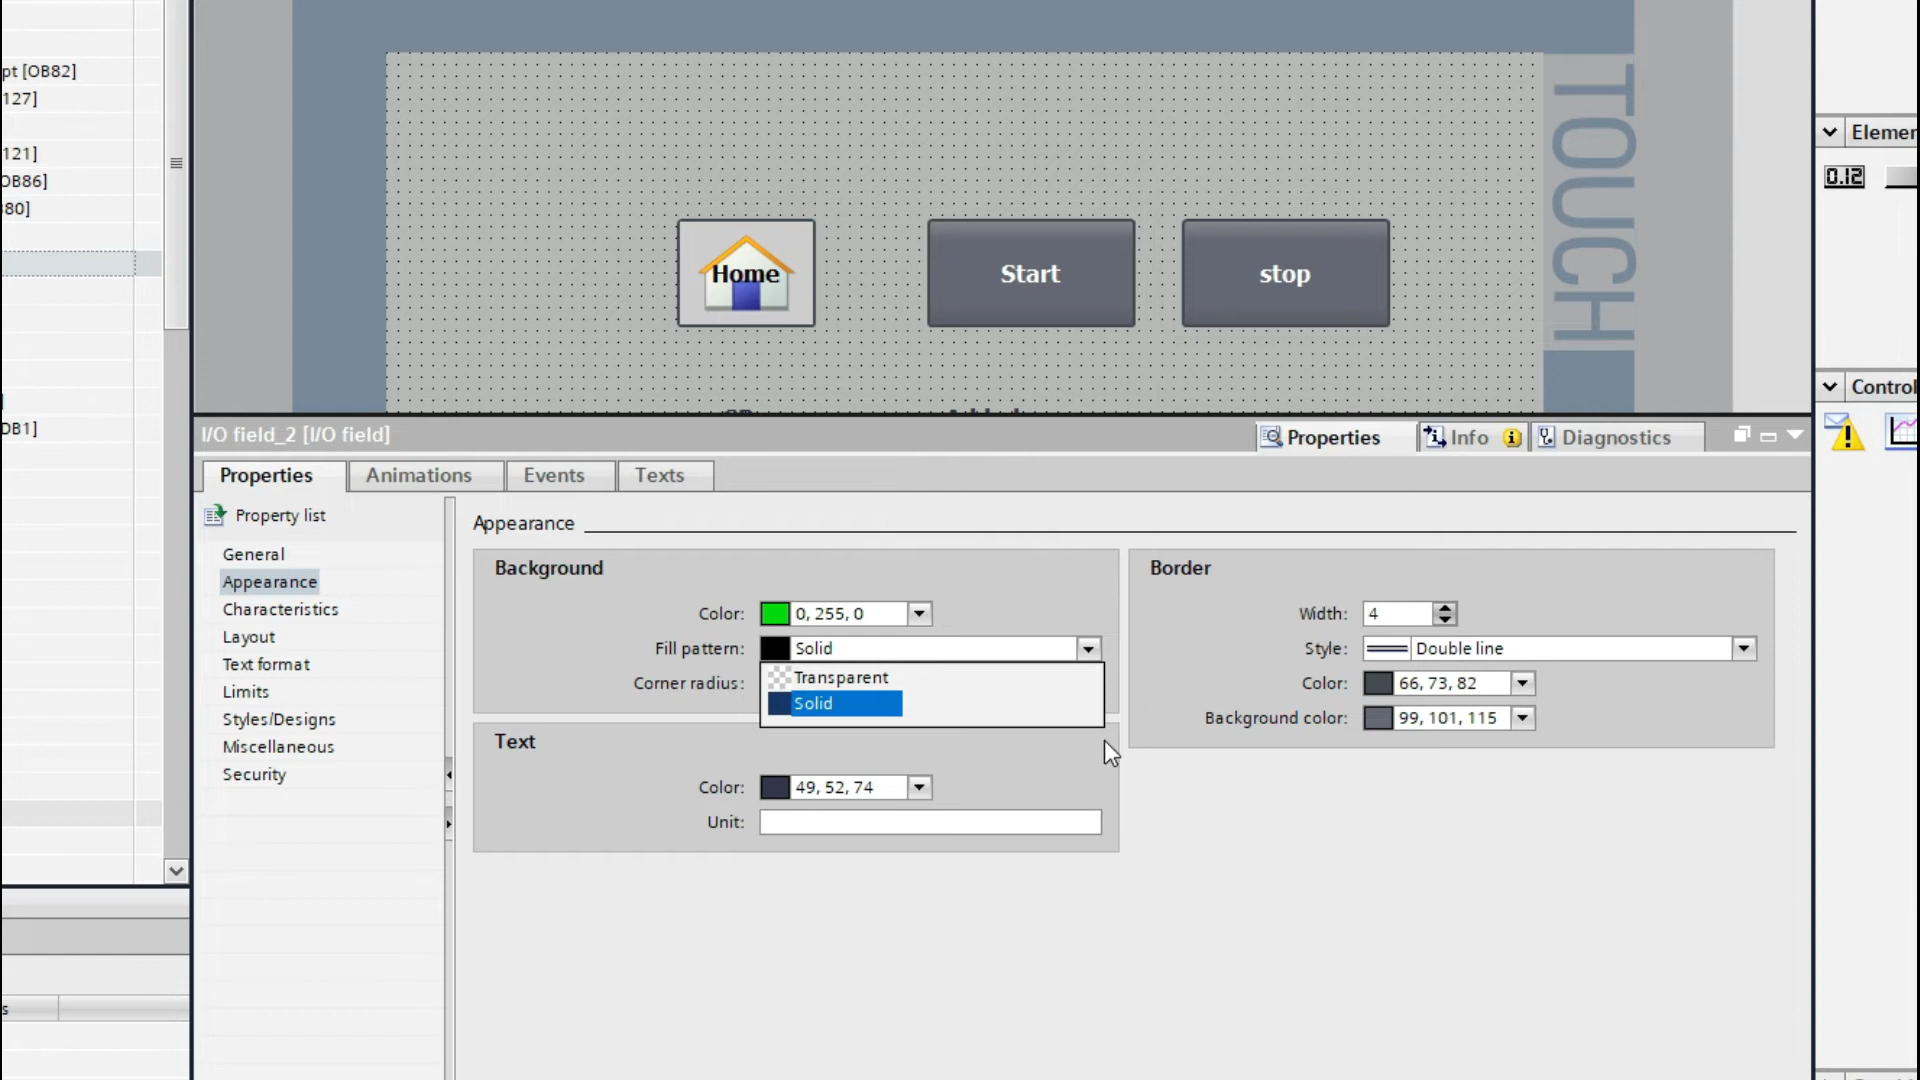 pt [OB82]
127]
121]
OB86]
80]
]
DB1]
s
TOUCH
Home
Start
stop
Elemen
0.12
Control
I/O field_2 [I/O field]
Properties
Info
Diagnostics
Properties
Animations
Events
Texts
Property list
General
Appearance
Characteristics
Layout
Text format
Limits
Styles/Designs
Miscellaneous
Security
Appearance
Background
Color: 0, 255, 0
Fill pattern: Solid
Transparent
Solid
Corner radius:
Text
Color: 49, 52, 74
Unit:
Border
Width: 4
Style: Double line
Color: 66, 73, 82
Background color: 99, 101, 115